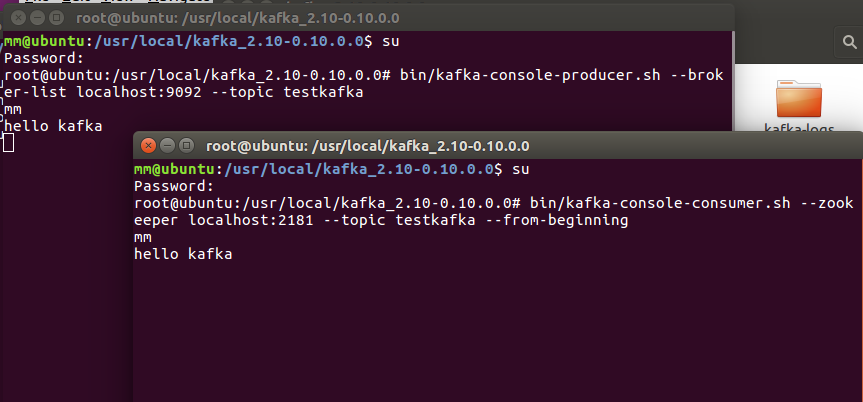 root@ubuntu: /usr/local/kafka_2.10-0.10.0.0
mm@ubuntu:/usr/local/kafka_2.10-0.10.0.0$ su
Password:
root@ubuntu:/usr/local/kafka_2.10-0.10.0.0# bin/kafka-console-producer.sh --brok
er-list localhost:9092 --topic testkafka
mm
hello kafka
kafka-logs
root@ubuntu: /usr/local/kafka_2.10-0.10.0.0
mm@ubuntu:/usr/local/kafka_2.10-0.10.0.0$ su
Password:
root@ubuntu:/usr/local/kafka_2.10-0.10.0.0# bin/kafka-console-consumer.sh --zook
eeper localhost:2181 --topic testkafka --from-beginning
mm
hello kafka